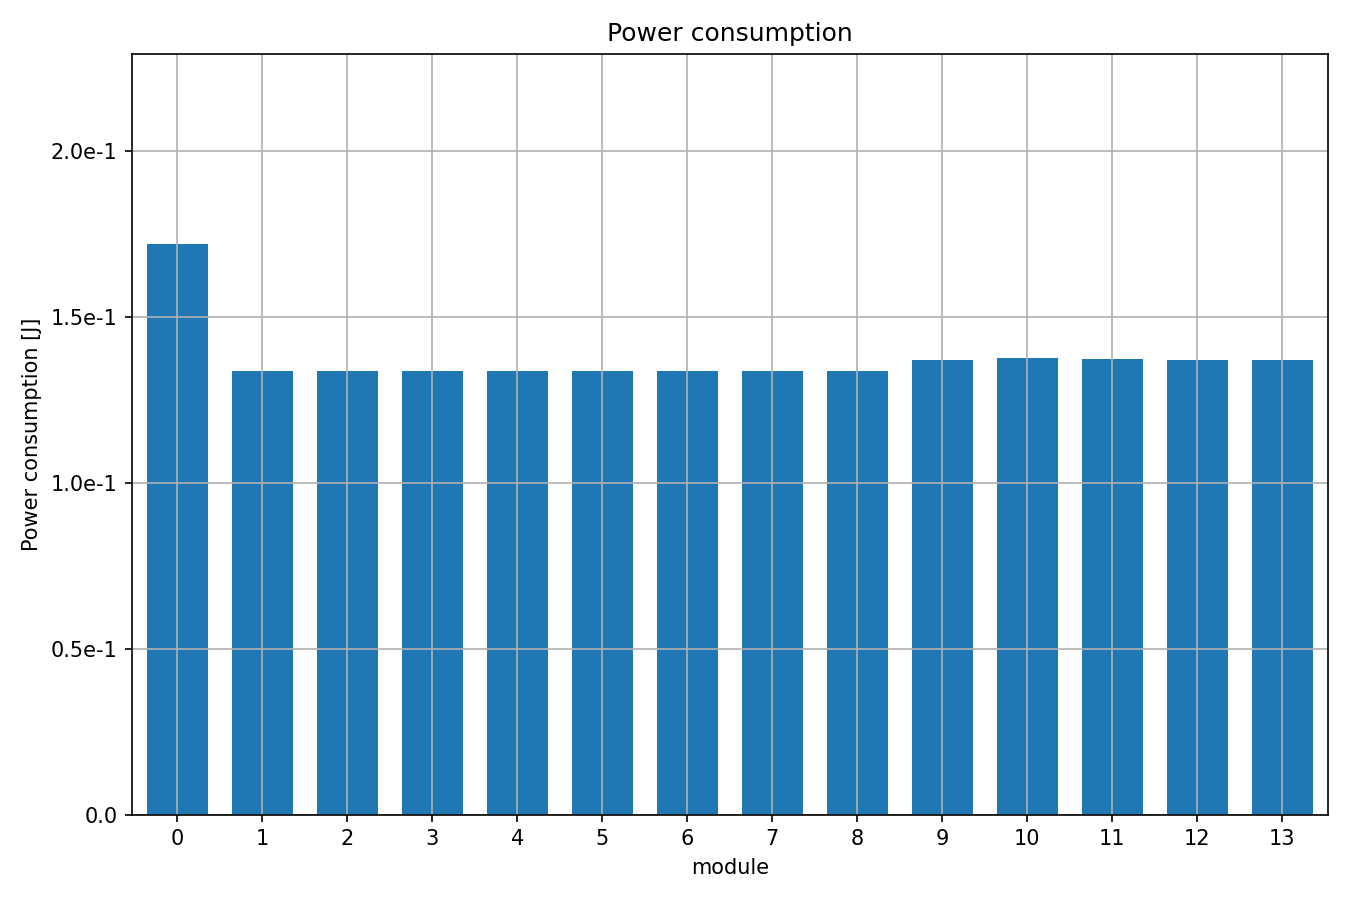 Power consumption
Power consumption [J]
2.0e-1
1.5e-1
1.0e-1
0.5e-1
0.0
0 1 2 3 4 5 6 7 8 9 10 11 12 13
module